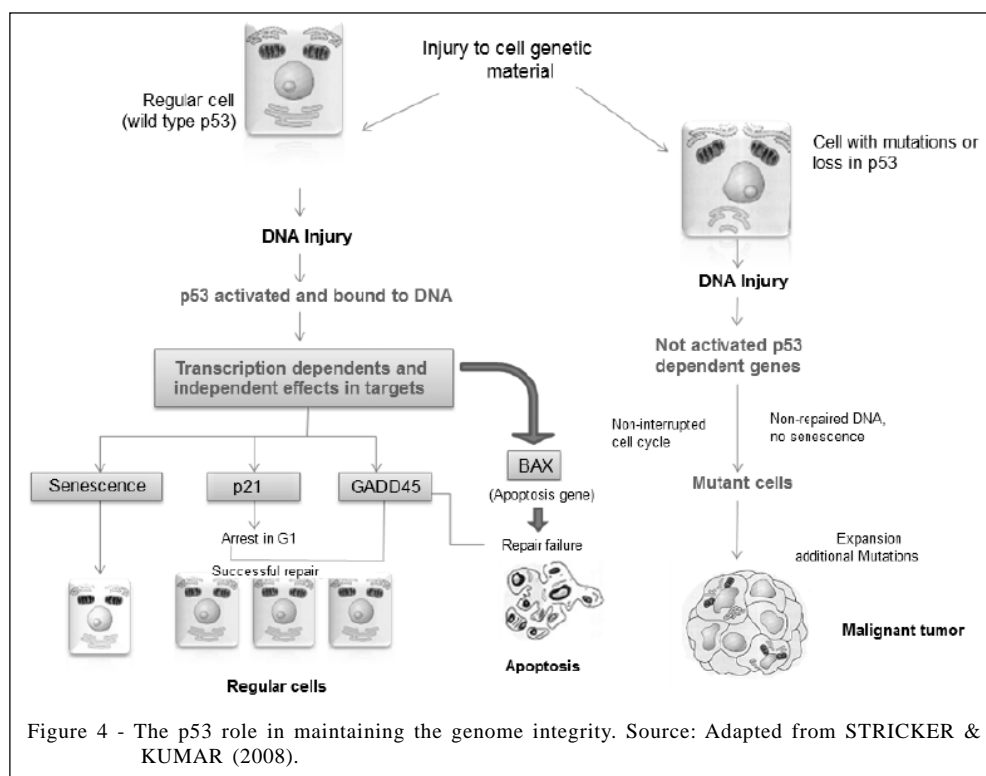 Injury to cell genetic
material
Regular cell
(wild type p53)
Cell with mutations or
loss in p53
DNA Injury
p53 activated and bound to DNA
Transcription dependents and
independent effects in targets
Senescence
p21
GADD45
BAX
(Apoptosis gene)
Arrest in G1
Successful repair
Repair failure
Regular cells
Apoptosis
DNA Injury
Not activated p53
dependent genes
Non-interrupted
cell cycle
Non-repaired DNA,
no senescence
Mutant cells
Expansion
additional Mutations
Malignant tumor
Figure 4 - The p53 role in maintaining the genome integrity. Source: Adapted from STRICKER &
KUMAR (2008).